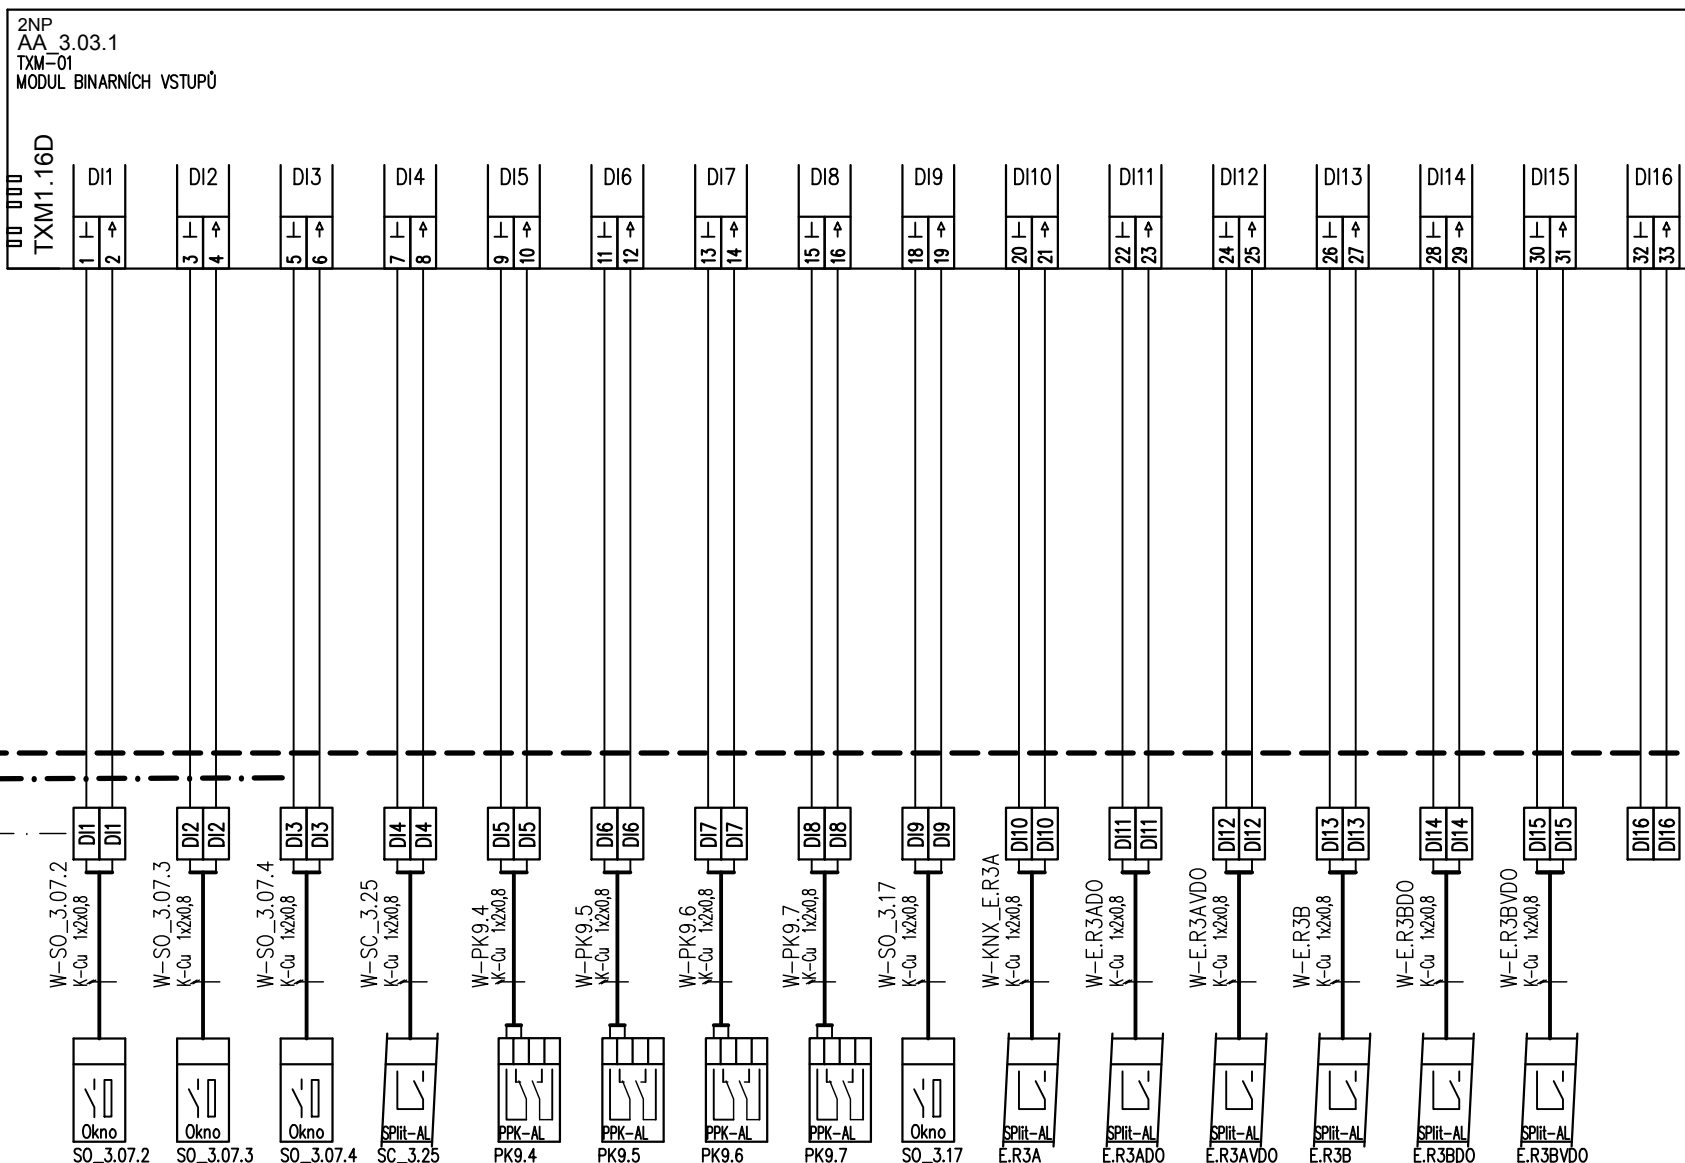 2NP
AA_3.03.1
TXM-01
MODUL BINARNÍCH VSTUPŮ
TXM1.16D
DI1 DI2 DI3 DI4 DI5 DI6 DI7 DI8 DI9 DI10 DI11 DI12 DI13 DI14 DI15 DI16
1 2 3 4 5 6 7 8 9 10 11 12 13 14 15 16 18 19 20 21 22 23 24 25 26 27 28 29 30 31 32 33
DI1 DI1 DI2 DI2 DI3 DI3 DI4 DI4 DI5 DI5 DI6 DI6 DI7 DI7 DI8 DI8 DI9 DI9 DI10 DI10 DI11 DI11 DI12 DI12 DI13 DI13 DI14 DI14 DI15 DI15 DI16 DI16
W-SO_3.07.2
K-Cu 1x2x0,8
W-SO_3.07.3
K-Cu 1x2x0,8
W-SO_3.07.4
K-Cu 1x2x0,8
W-SC_3.25
K-Cu 1x2x0,8
W-PK9.4
K-Cu 1x2x0,8
W-PK9.5
K-Cu 1x2x0,8
W-PK9.6
K-Cu 1x2x0,8
W-PK9.7
K-Cu 1x2x0,8
W-SO_3.17
K-Cu 1x2x0,8
W-KNX_E.R3A
K-Cu 1x2x0,8
W-E.R3ADO
K-Cu 1x2x0,8
W-E.R3AVDO
K-Cu 1x2x0,8
W-E.R3B
K-Cu 1x2x0,8
W-E.R3BDO
K-Cu 1x2x0,8
W-E.R3BVDO
K-Cu 1x2x0,8
Okno Okno Okno SPlit-AL PPK-AL PPK-AL PPK-AL PPK-AL Okno SPlit-AL SPlit-AL SPlit-AL SPlit-AL SPlit-AL SPlit-AL
SO_3.07.2 SO_3.07.3 SO_3.07.4 SC_3.25 PK9.4 PK9.5 PK9.6 PK9.7 SO_3.17 E.R3A E.R3ADO E.R3AVDO E.R3B E.R3BDO E.R3BVDO